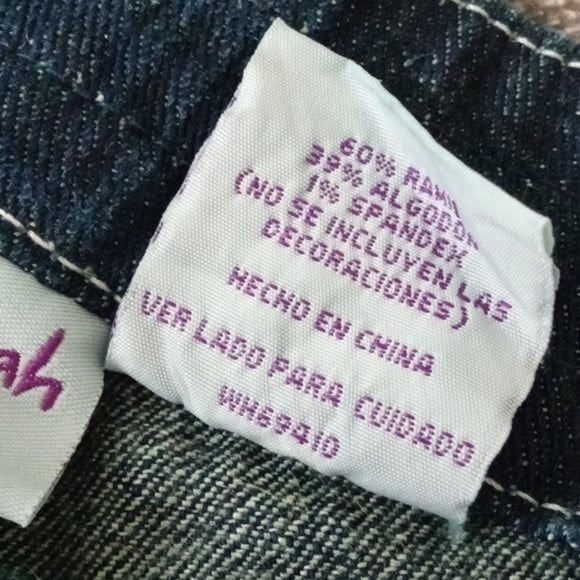 60% RAMI
39% ALGODON
1% SPANDEX
(NO SE INCLUYEN LAS
DECORACIONES)
HECHO EN CHINA
VER LADO PARA CUIDADO
WH69410